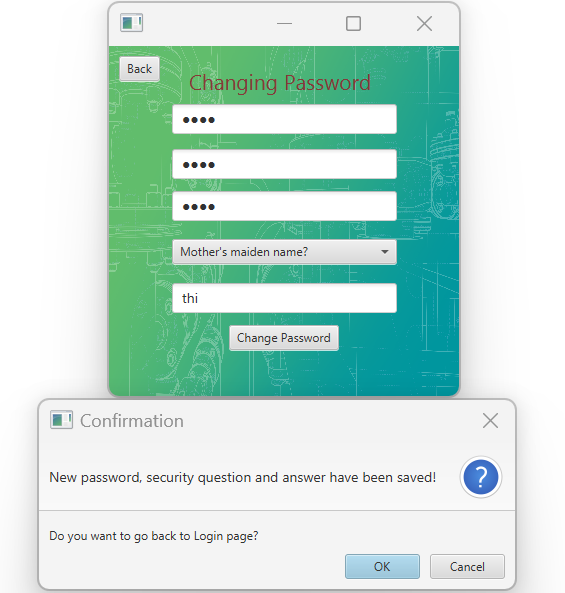 Back
Changing Password
••••
••••
••••
Mother's maiden name?
thi
Change Password
Confirmation
New password, security question and answer have been saved!
?
Do you want to go back to Login page?
OK Cancel